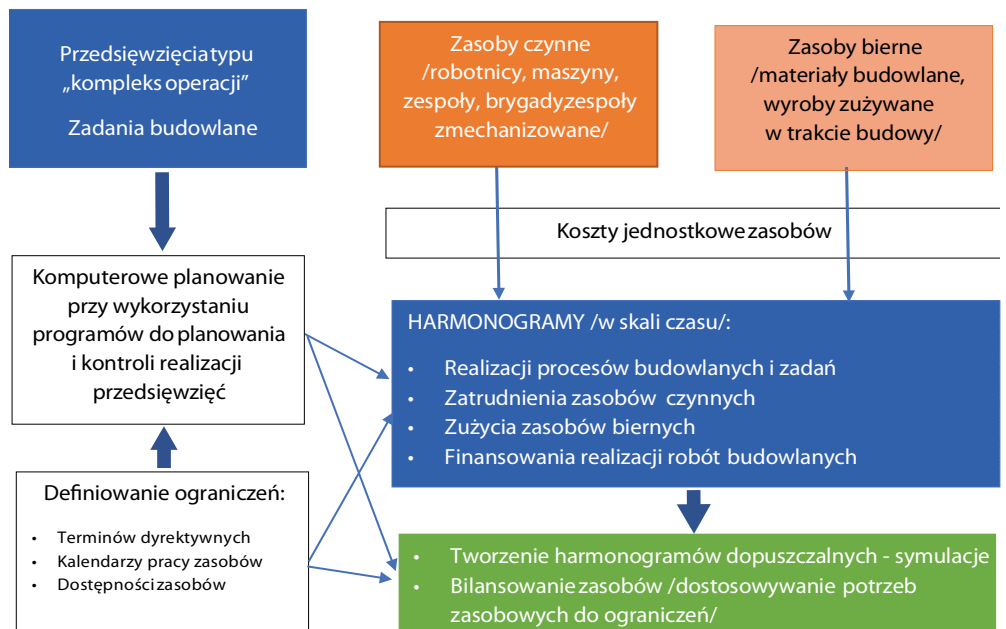 Przedsięwzięcia typu
„kompleks operacji”
Zadania budowlane
Zasoby czynne
/robotnicy, maszyny,
zespoły, brygady,zespoły
zmechanizowane/
Zasoby bierne
/materiały budowlane,
wyroby zużywane
w trakcie budowy/
Koszty jednostkowe zasobów
Komputerowe planowanie
przy wykorzystaniu
programów do planowania
i kontroli realizacji
przedsięwzięć
HARMONOGRAMY /w skali czasu/:
• Realizacji procesów budowlanych i zadań
• Zatrudnienia zasobów czynnych
• Zużycia zasobów biernych
• Finansowania realizacji robót budowlanych
Definiowanie ograniczeń:
• Terminów dyrektywnych
• Kalendarzy pracy zasobów
• Dostępności zasobów
• Tworzenie harmonogramów dopuszczalnych - symulacje
• Bilansowanie zasobów /dostosowywanie potrzeb
zasobowych do ograniczeń/